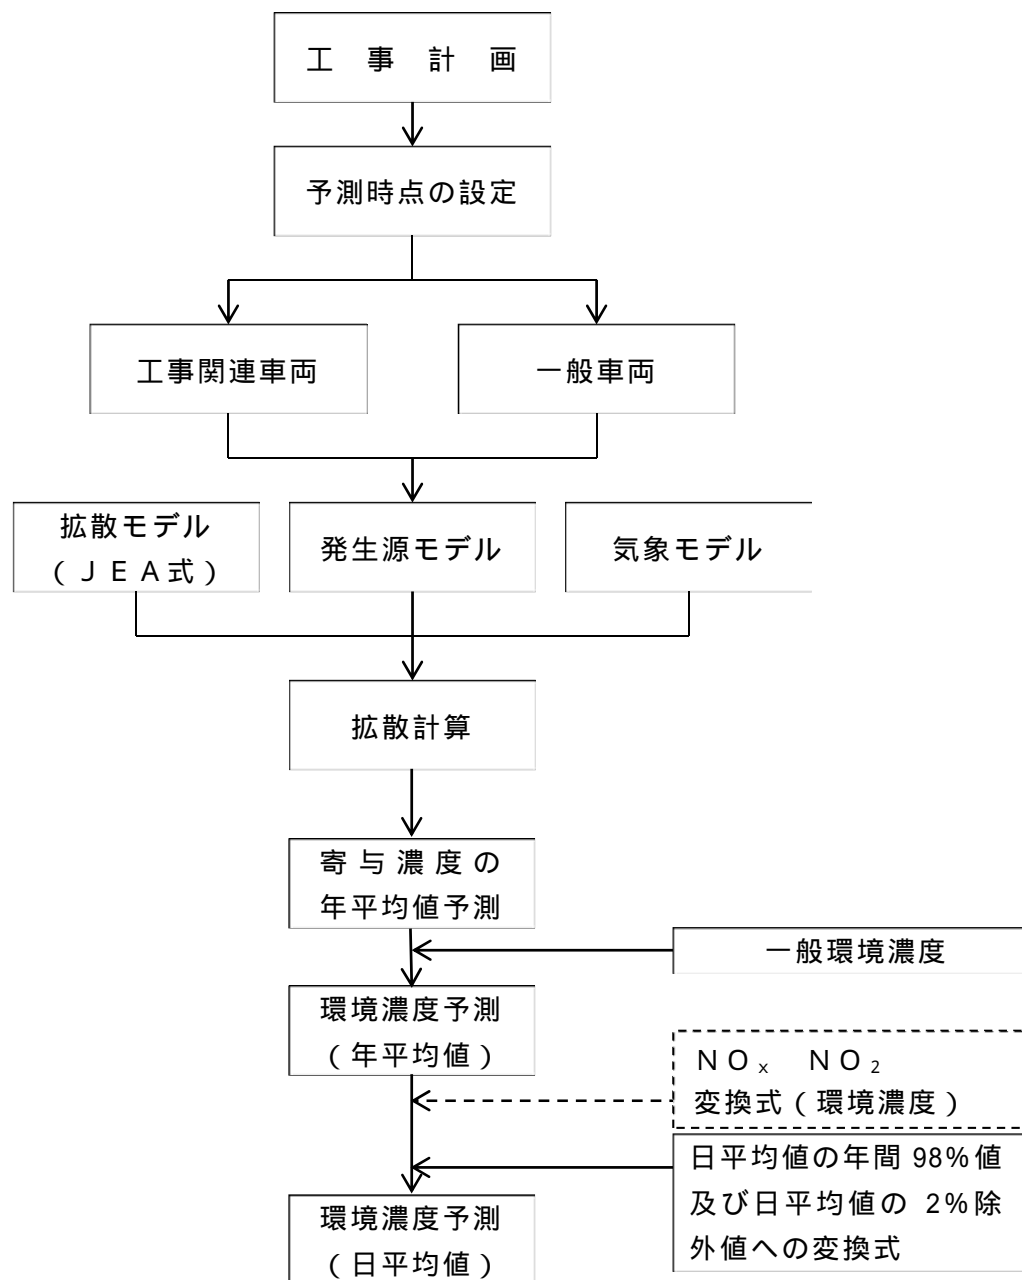 工事計画
予測時点の設定
工事関連車両
一般車両
拡散モデル
（ＪＥＡ式）
発生源モデル
気象モデル
拡散計算
寄与濃度の
年平均値予測
一般環境濃度
環境濃度予測
（年平均値）
ＮＯx　ＮＯ2
変換式（環境濃度）
日平均値の年間 98%値
及び日平均値の 2%除
外値への変換式
環境濃度予測
（日平均値）